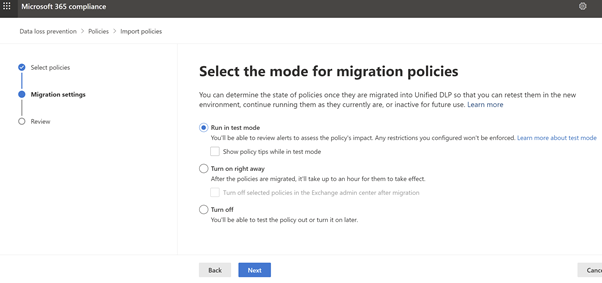 Microsoft 365 compliance
Data loss prevention > Policies > Import policies
Select policies
Migration settings
Review
Select the mode for migration policies
You can determine the state of policies once they are migrated into Unified DLP so that you can retest them in the new
environment, continue running them as they currently are, or inactive for future use. Learn more
Run in test mode
You'll be able to review alerts to assess the policy's impact. Any restrictions you configured won't be enforced. Learn more about test mode
Show policy tips while in test mode
Turn on right away
After the policies are migrated, it'll take up to an hour for them to take effect.
Turn off selected policies in the Exchange admin center after migration
Turn off
You'll be able to test the policy out or turn it on later.
Back
Next
Cance